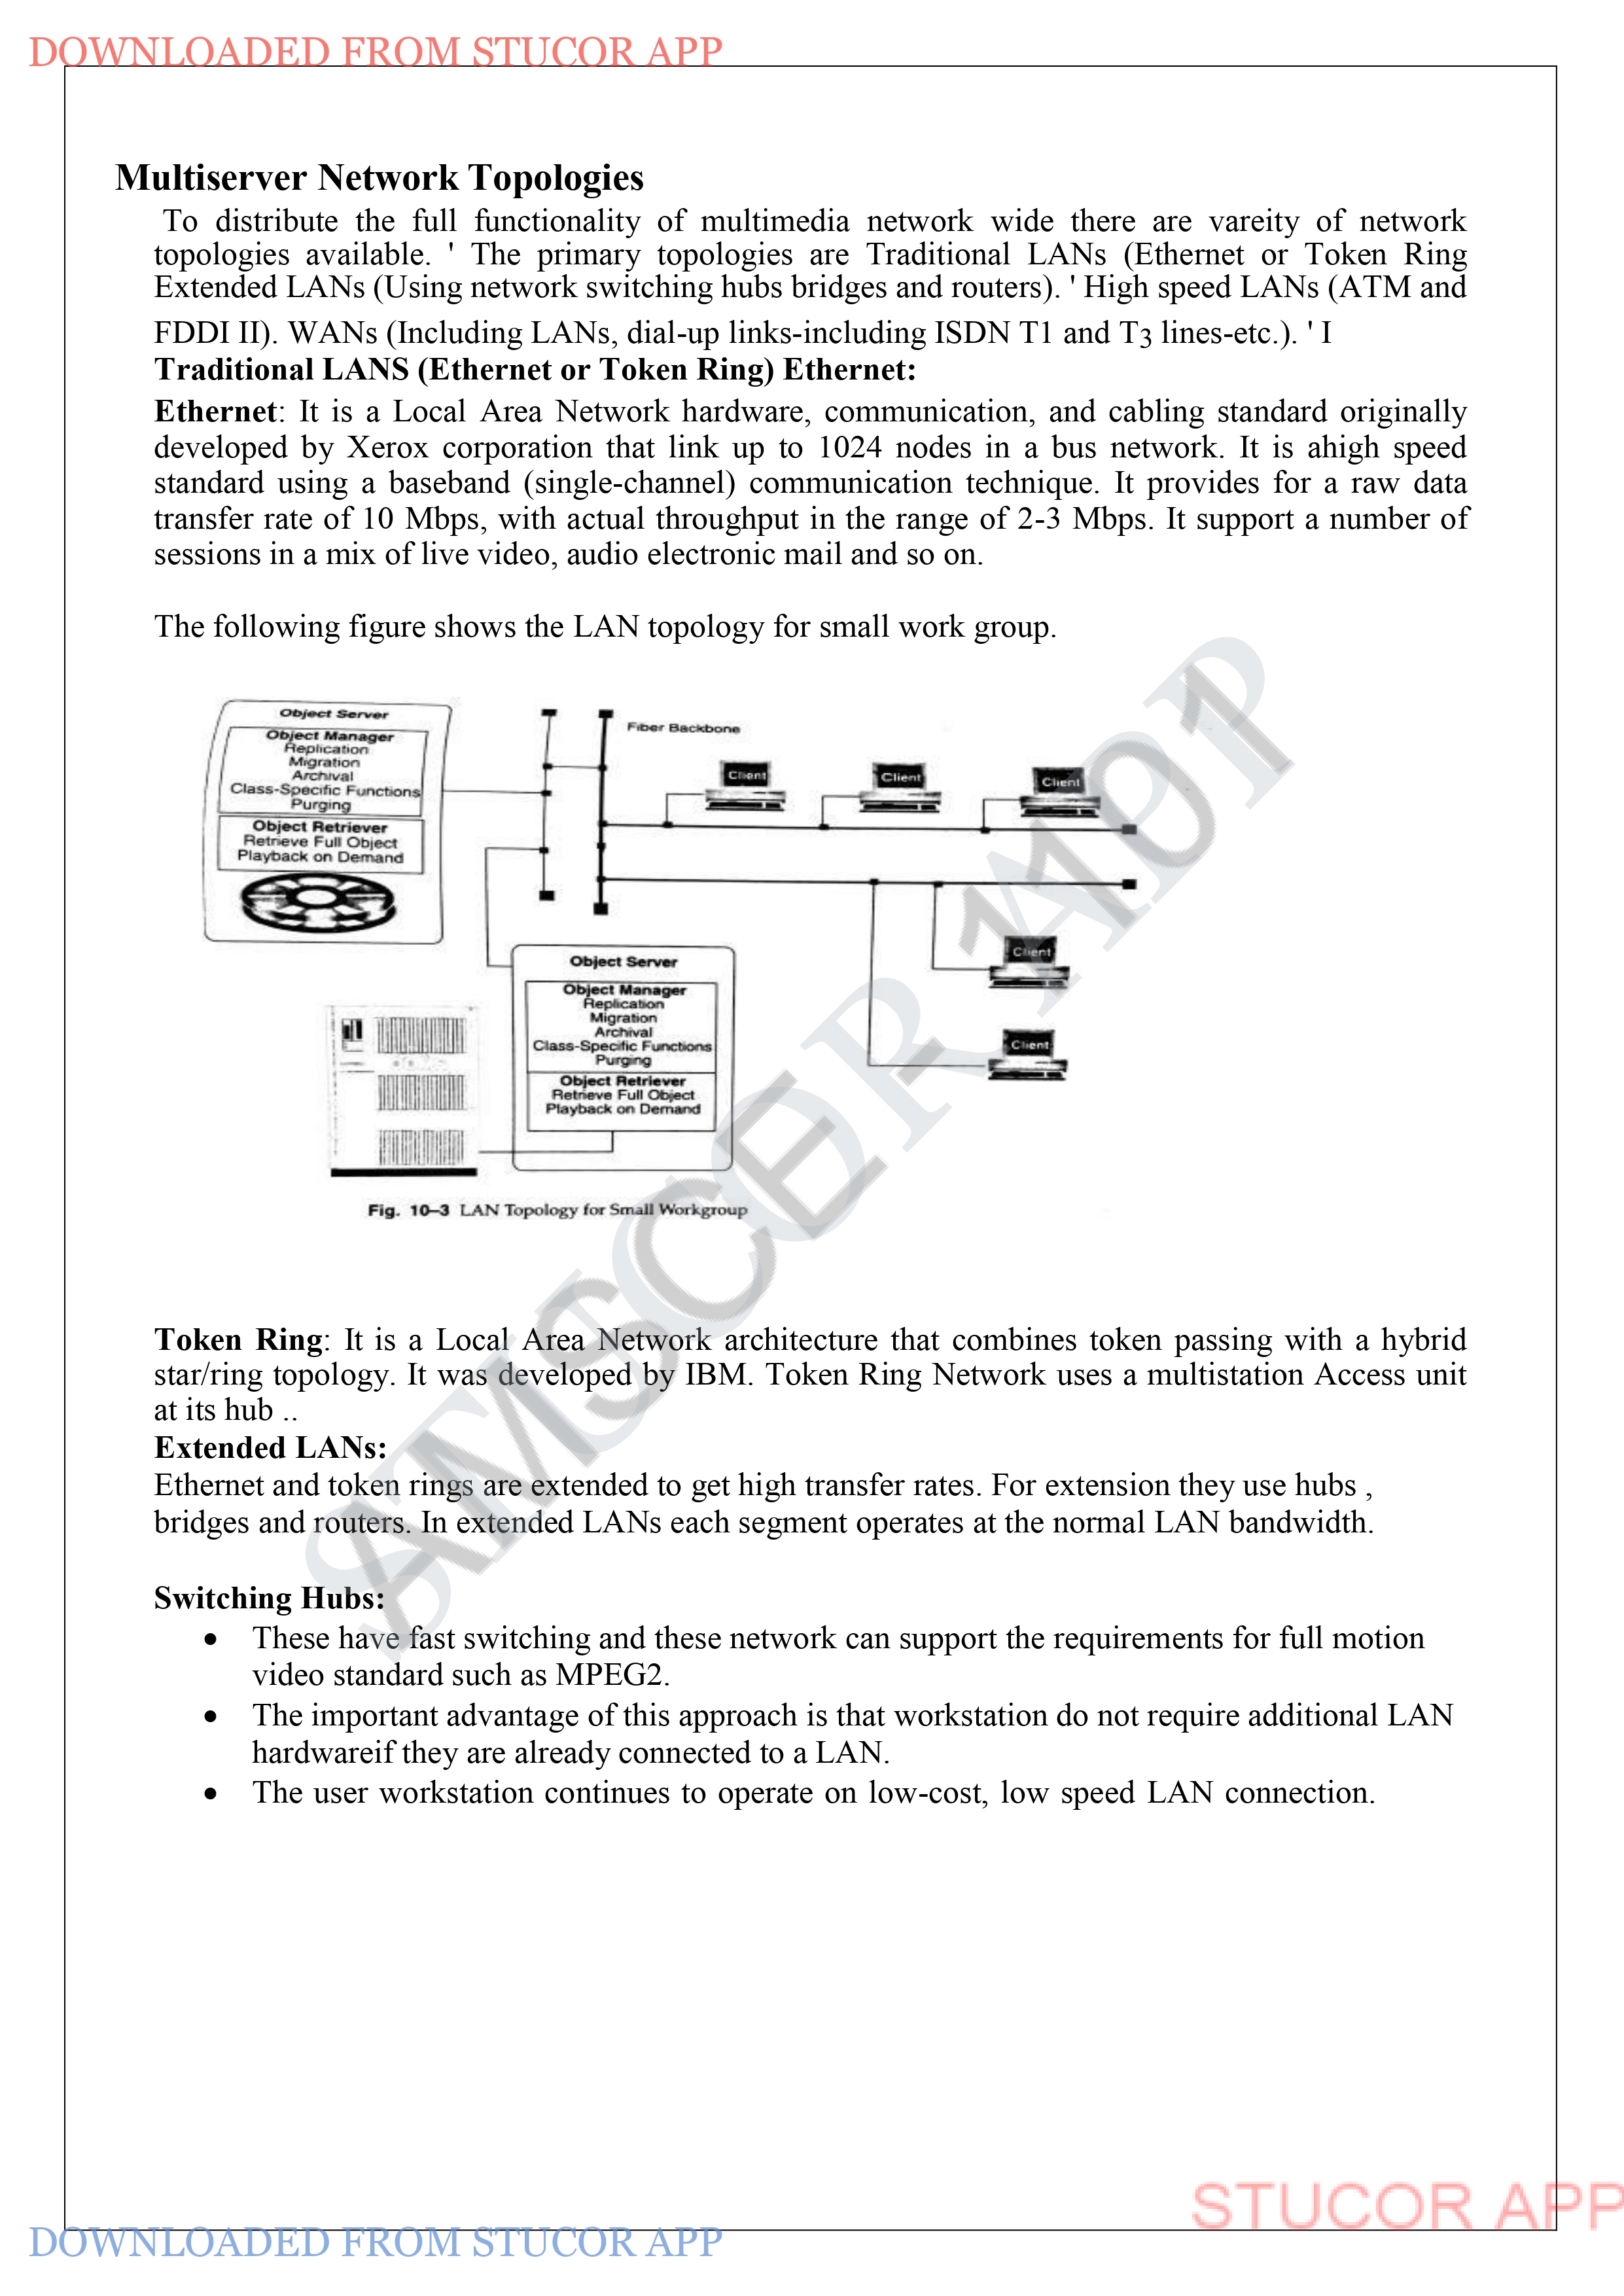 DOWNLOADED FROM STUCOR APP
Multiserver Network Topologies
To distribute the full functionality of multimedia network wide there are vareity of network
topologies available. ' The primary topologies are Traditional LANs (Ethernet or Token Ring
Extended LANs (Using network switching hubs bridges and routers). ' High speed LANs (ATM and
FDDI II). WANs (Including LANs, dial-up links-including ISDN T1 and T3 lines-etc.). ' I
Traditional LANS (Ethernet or Token Ring) Ethernet:
Ethernet: It is a Local Area Network hardware, communication, and cabling standard originally
developed by Xerox corporation that link up to 1024 nodes in a bus network. It is ahigh speed
standard using a baseband (single-channel) communication technique. It provides for a raw data
transfer rate of 10 Mbps, with actual throughput in the range of 2-3 Mbps. It support a number of
sessions in a mix of live video, audio electronic mail and so on.
The following figure shows the LAN topology for small work group.
Object Server
Object Manager
Replication
Migration
Archival
Class-Specific Functions
Purging
Object Retriever
Retrieve Full Object
Playback on Demand
Fiber Backbone
Client
Client
Client
Client
Client
Object Server
Object Manager
Replication
Migration
Archival
Class-Specific Functions
Purging
Object Retriever
Retrieve Full Object
Playback on Demand
Fig. 10–3 LAN Topology for Small Workgroup
STUCOR APP
AMSCE 1101
Token Ring: It is a Local Area Network architecture that combines token passing with a hybrid
star/ring topology. It was developed by IBM. Token Ring Network uses a multistation Access unit
at its hub ..
Extended LANs:
Ethernet and token rings are extended to get high transfer rates. For extension they use hubs ,
bridges and routers. In extended LANs each segment operates at the normal LAN bandwidth.
Switching Hubs:
• These have fast switching and these network can support the requirements for full motion
video standard such as MPEG2.
• The important advantage of this approach is that workstation do not require additional LAN
hardwareif they are already connected to a LAN.
• The user workstation continues to operate on low-cost, low speed LAN connection.
STUCOR APP
DOWNLOADED FROM STUCOR APP